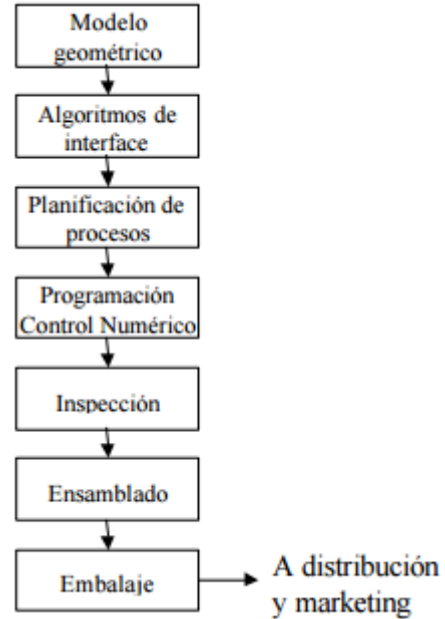 Modelo
geométrico
Algoritmos de
interface
Planificación de
procesos
Programación
Control Numérico
Inspección
Ensamblado
Embalaje
A distribución
y marketing